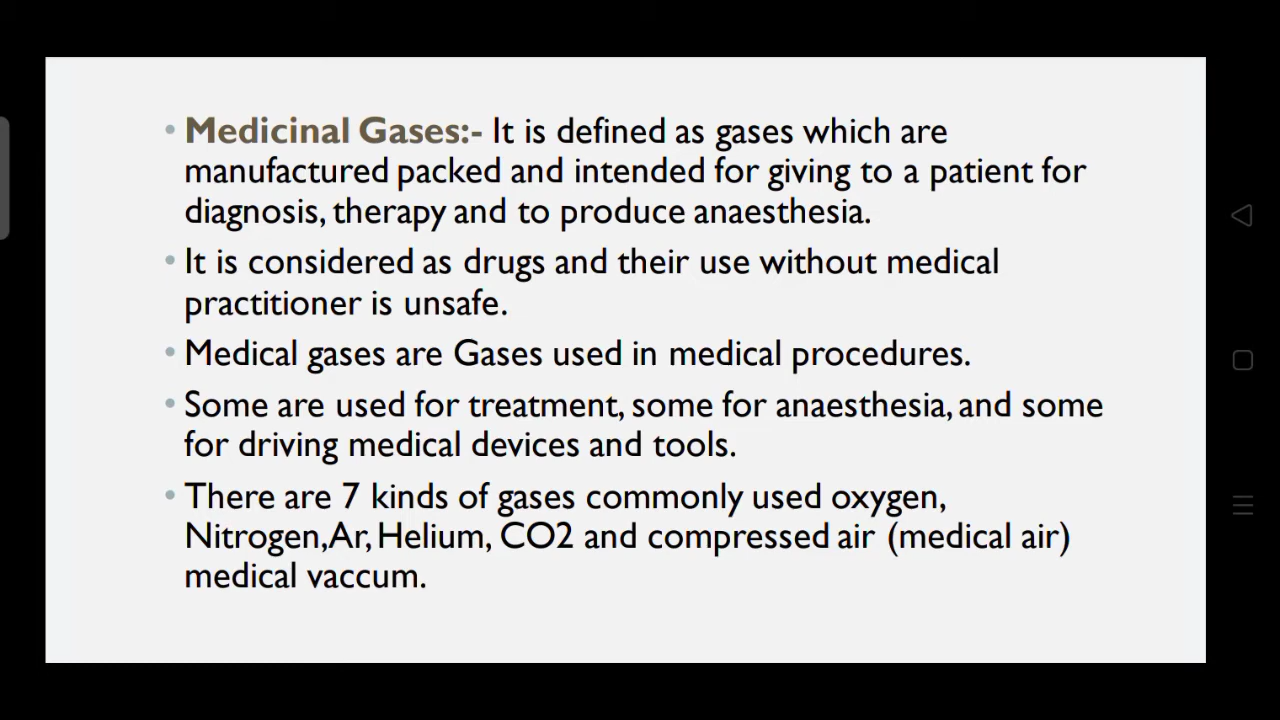 • Medicinal Gases:- It is defined as gases which are
manufactured packed and intended for giving to a patient for
diagnosis, therapy and to produce anaesthesia.
• It is considered as drugs and their use without medical
practitioner is unsafe.
• Medical gases are Gases used in medical procedures.
• Some are used for treatment, some for anaesthesia, and some
for driving medical devices and tools.
• There are 7 kinds of gases commonly used oxygen,
Nitrogen,Ar, Helium, CO2 and compressed air (medical air)
medical vaccum.